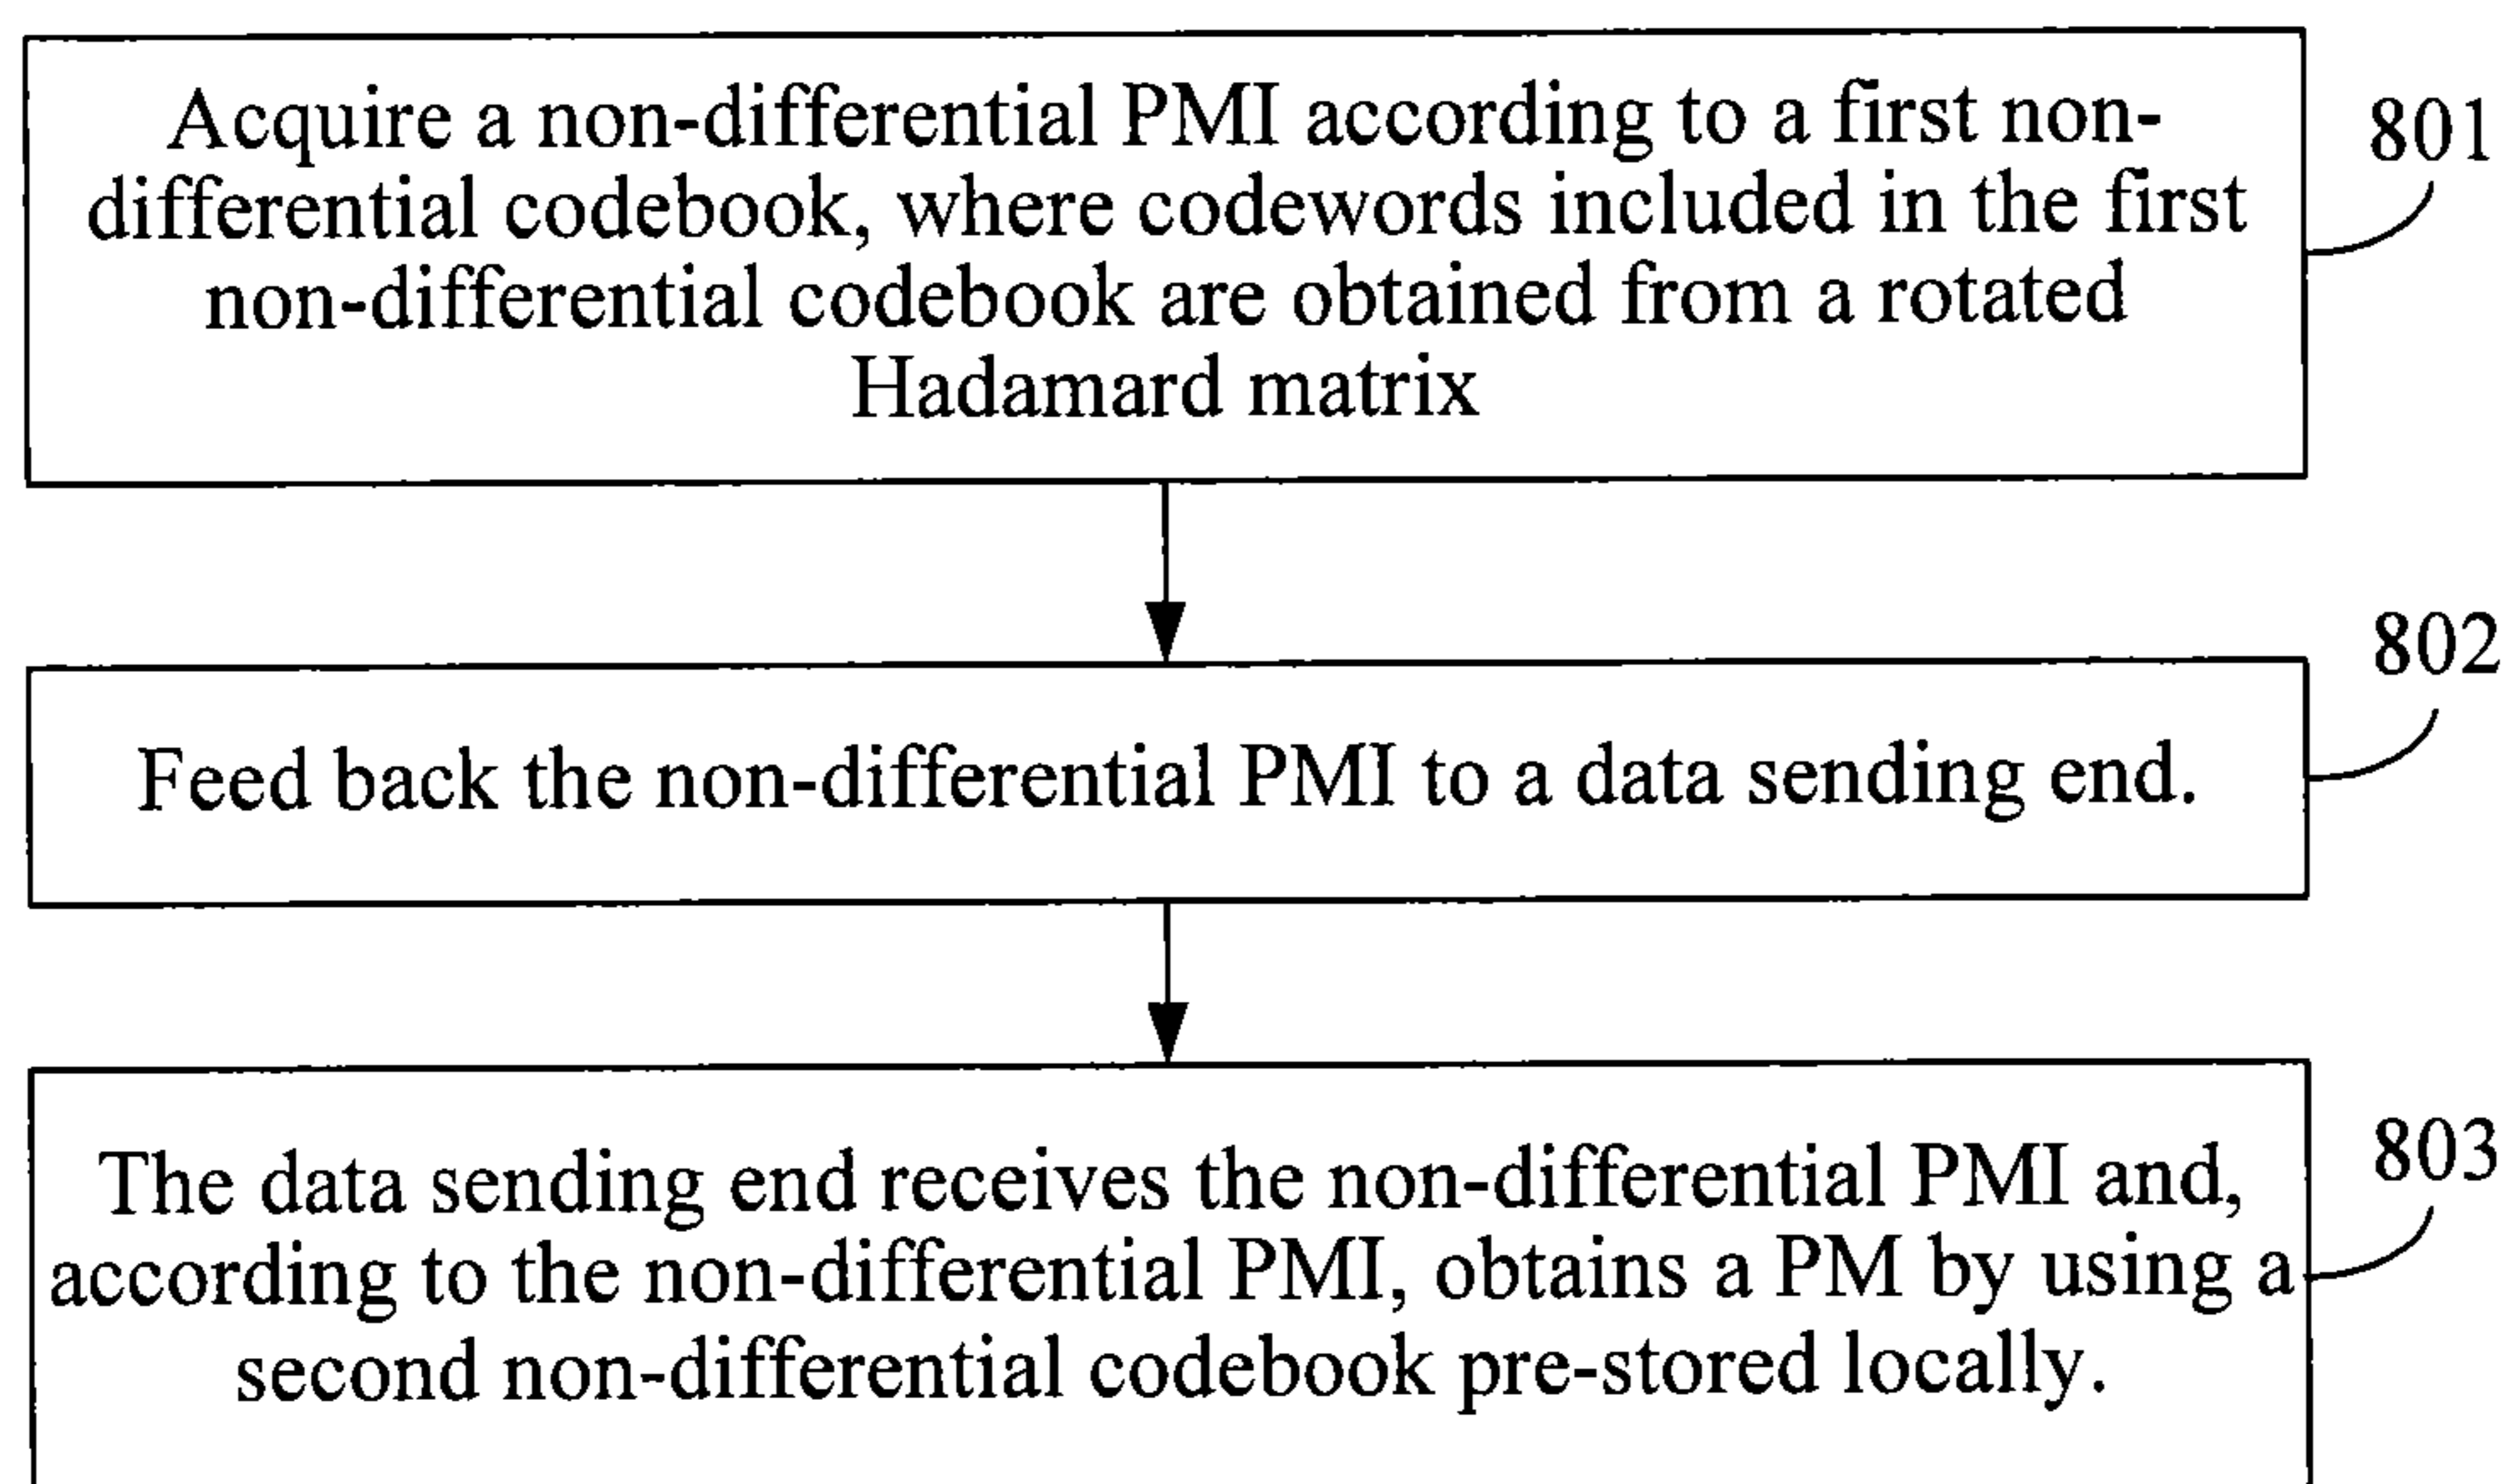 Acquire a non-differential PMI according to a first non-
differential codebook, where codewords included in the first
non-differential codebook are obtained from a rotated
Hadamard matrix
801
802
Feed back the non-differential PMI to a data sending end.
803
The data sending end receives the non-differential PMI and,
according to the non-differential PMI, obtains a PM by using a
second non-differential codebook pre-stored locally.